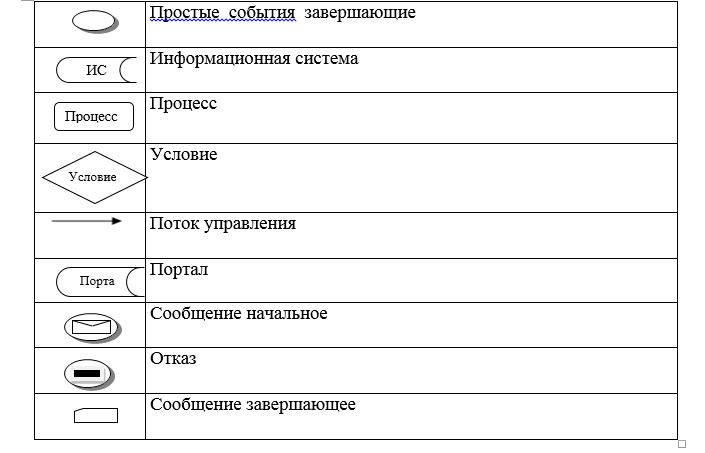 Простые события завершающие
ИС
Информационная система
Процесс
Процесс
Условие
Условие
Поток управления
Порта
Портал
Сообщение начальное
Отказ
Сообщение завершающее